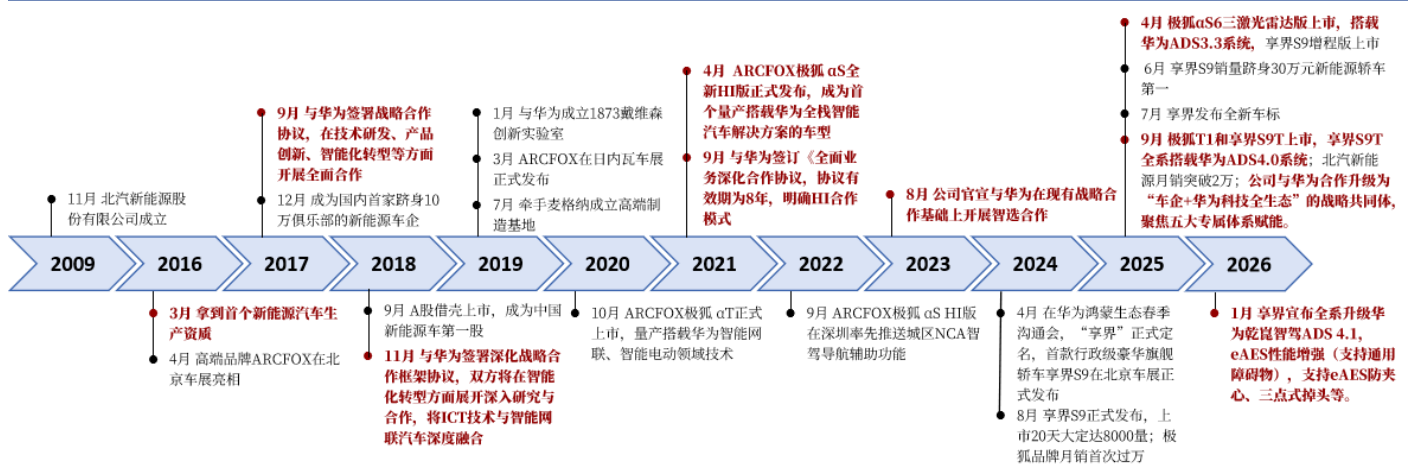 4月 极狐αS6三激光雷达版上市，搭载
华为ADS3.3系统，享界S9增程版上市
6月 享界S9销量跻身30万元新能源轿车
第一
7月 享界发布全新车标
9月 极狐T1和享界S9T上市，享界S9T
全系搭载华为ADS4.0系统；北汽新能
源月销突破2万；公司与华为合作升级为
“车企+华为科技全生态”的战略共同体，
聚焦五大专属体系赋能。
4月 ARCFOX极狐 αS全
新HI版正式发布，成为首
个量产搭载华为全栈智能
汽车解决方案的车型
9月 与华为签订《全面业
务深化合作协议，协议有
效期为8年，明确HI合作
模式
9月 与华为签署战略合作
协议，在技术研发、产品
创新、智能化转型等方面
开展全面合作
12月 成为国内首家跻身10
万俱乐部的新能源车企
1月 与华为成立1873戴维森
创新实验室
3月 ARCFOX在日内瓦车展
正式发布
7月 牵手麦格纳成立高端制
造基地
11月 北汽新能源股
份有限公司成立
8月 公司官宣与华为在现有战略合
作基础上开展智选合作
2009
2016
2017
2018
2019
2020
2021
2022
2023
2024
2025
2026
3月 拿到首个新能源汽车生
产资质
4月 高端品牌ARCFOX在北
京车展亮相
9月 A股借壳上市，成为中国
新能源车第一股
11月 与华为签署深化战略合
作框架协议，双方将在智能
化转型方面展开深入研究与
合作，将ICT技术与智能网
联汽车深度融合
10月 ARCFOX极狐 αT正式
上市，量产搭载华为智能网
联、智能电动领域技术
9月 ARCFOX极狐 αS HI版
在深圳率先推送城区NCA智
驾导航辅助功能
4月 在华为鸿蒙生态春季
沟通会，“享界”正式定
名，首款行政级豪华旗舰
轿车享界S9在北京车展正
式发布
8月 享界S9正式发布，上
市20天大定达8000量；极
狐品牌月销首次过万
1月 享界宣布全系升级华
为乾崑智驾ADS 4.1，
eAES性能增强（支持通用
障碍物），支持eAES防夹
心、三点式掉头等。